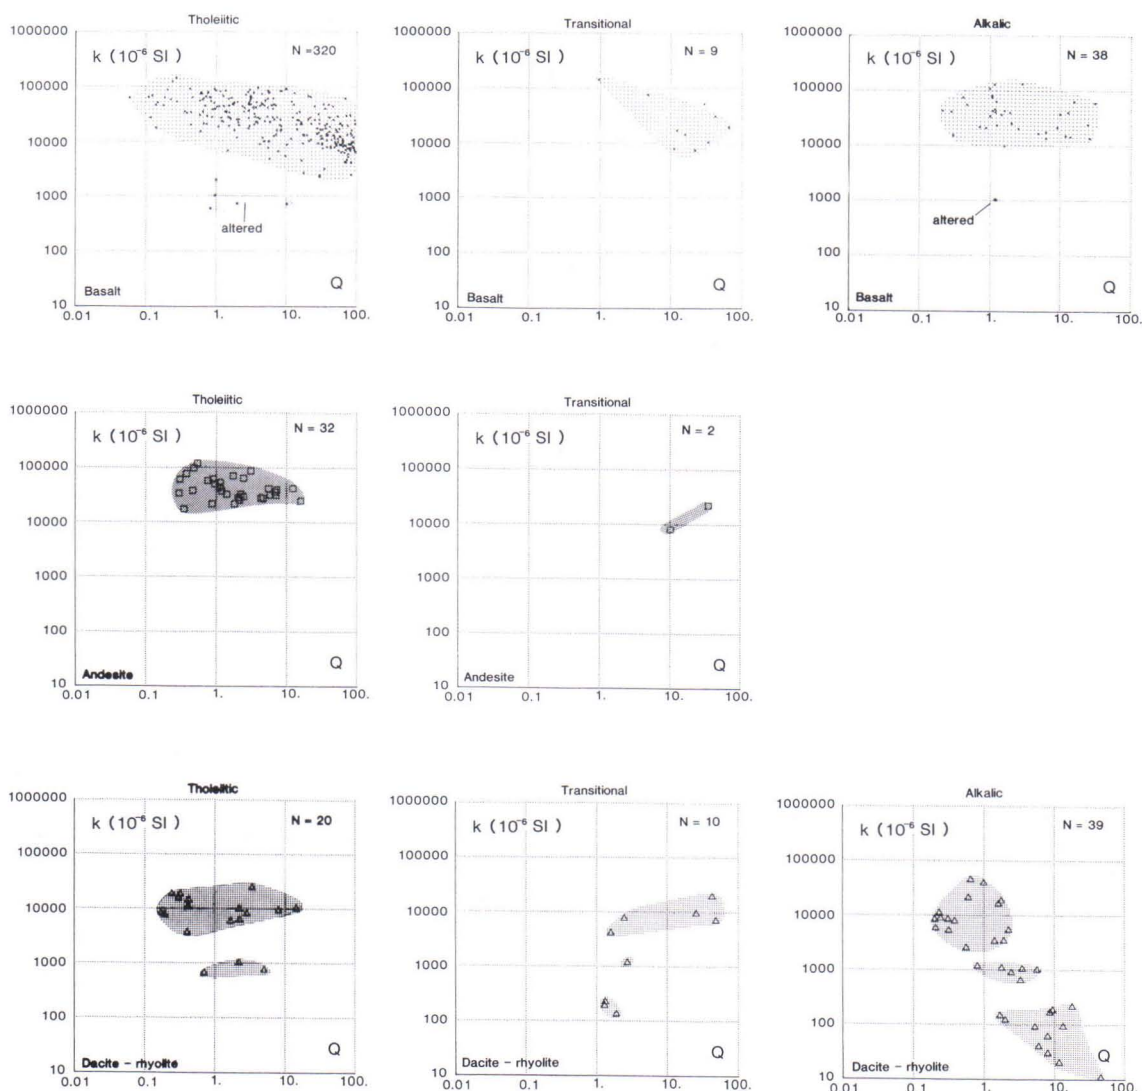 Tholeiitic
k (10⁻⁶ SI)
N =320
1000000
100000
10000
1000
100
10
altered
Basalt
Q
0.01 0.1 1. 10. 100.
Transitional
k (10⁻⁶ SI)
N = 9
1000000
100000
10000
1000
100
10
Basalt
Q
0.01 0.1 1. 10. 100.
Alkalic
k (10⁻⁶ SI)
N = 38
1000000
100000
10000
1000
100
10
altered
Basalt
Q
0.01 0.1 1. 10. 100.
Tholeiitic
k (10⁻⁶ SI)
N = 32
1000000
100000
10000
1000
100
10
Andesite
Q
0.01 0.1 1. 10. 100.
Transitional
k (10⁻⁶ SI)
N = 2
1000000
100000
10000
1000
100
10
Andesite
Q
0.01 0.1 1. 10. 100.
Tholeiitic
k (10⁻⁶ SI)
N = 20
1000000
100000
10000
1000
100
10
Dacite - rhyolite
Q
0.01 0.1 1. 10. 100.
Transitional
k (10⁻⁶ SI)
N = 10
1000000
100000
10000
1000
100
10
Dacite - rhyolite
Q
0.01 0.1 1. 10. 100.
Alkalic
k (10⁻⁶ SI)
N = 39
1000000
100000
10000
1000
100
10
Dacite - rhyolite
Q
0.01 0.1 1. 10. 100.